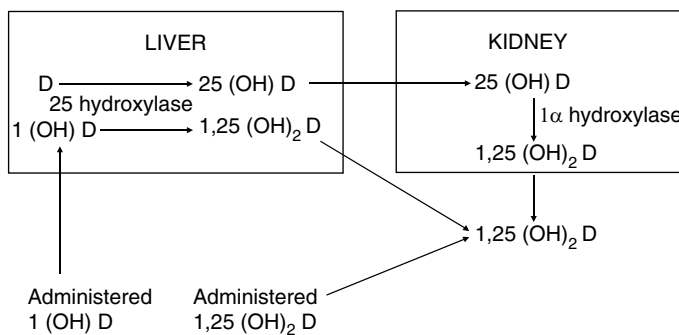 LIVER
D 25 (OH) D
25 hydroxylase
1 (OH) D 1,25 (OH)₂ D
KIDNEY
25 (OH) D
1α hydroxylase
1,25 (OH)₂ D
1,25 (OH)₂ D
Administered
1 (OH) D
Administered
1,25 (OH)₂ D